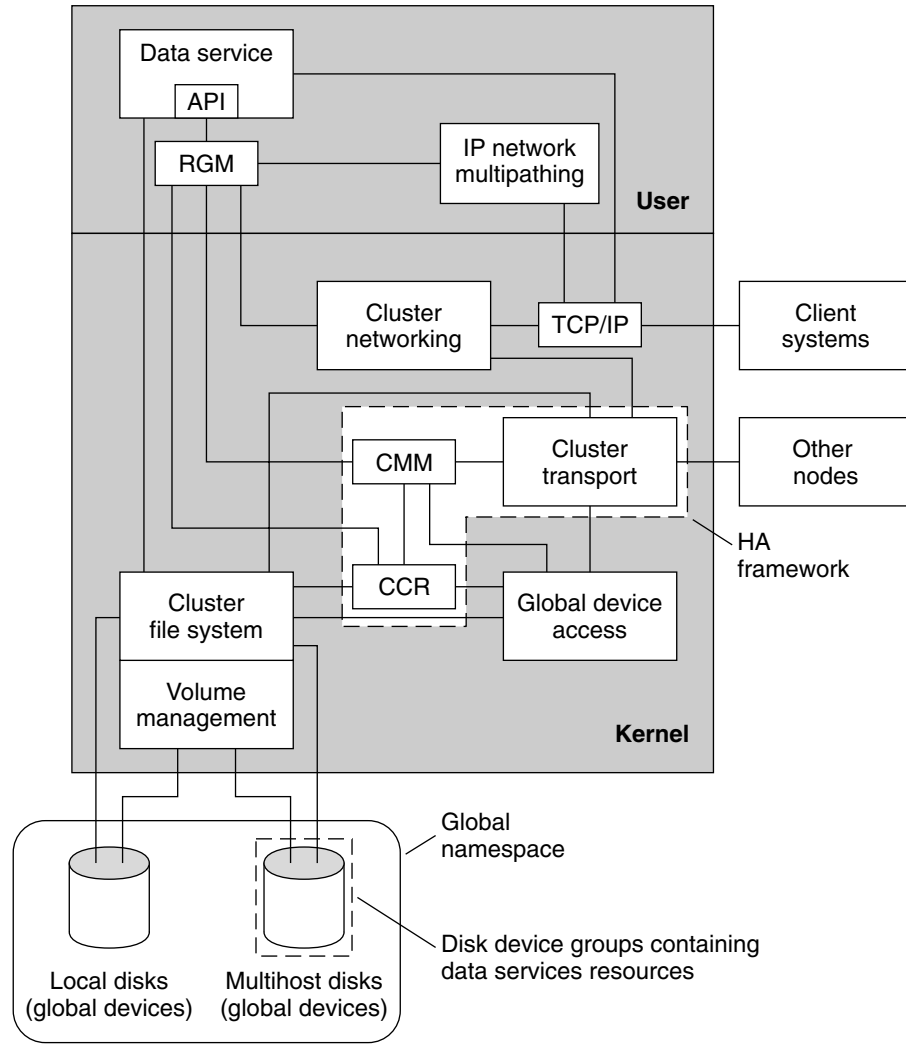 Data service
API
RGM
IP network
multipathing
User
Cluster
networking
TCP/IP
Client
systems
CMM
Cluster
transport
Other
nodes
HA
framework
CCR
Cluster
file system
Global device
access
Volume
management
Kernel
Global
namespace
Disk device groups containing
data services resources
Local disks
(global devices)
Multihost disks
(global devices)